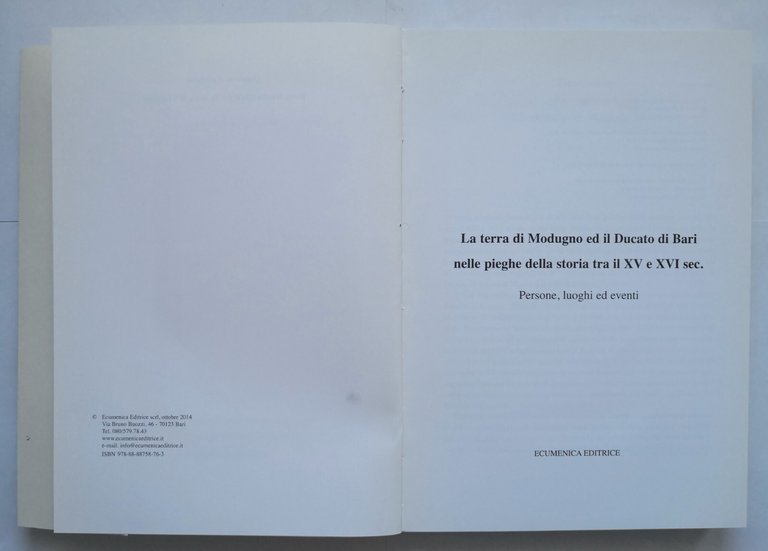 © Ecumenica Editrice scrl, ottobre 2014
Via Bruno Buozzi, 46 - 70123 Bari
Tel. 080/579.78.43
www.ecumenicaeditrice.it
e-mail. info@ecumenicaeditrice.it
ISBN 978-88-88758-76-3
La terra di Modugno ed il Ducato di Bari
nelle pieghe della storia tra il XV e XVI sec.
Persone, luoghi ed eventi
ECUMENICA EDITRICE